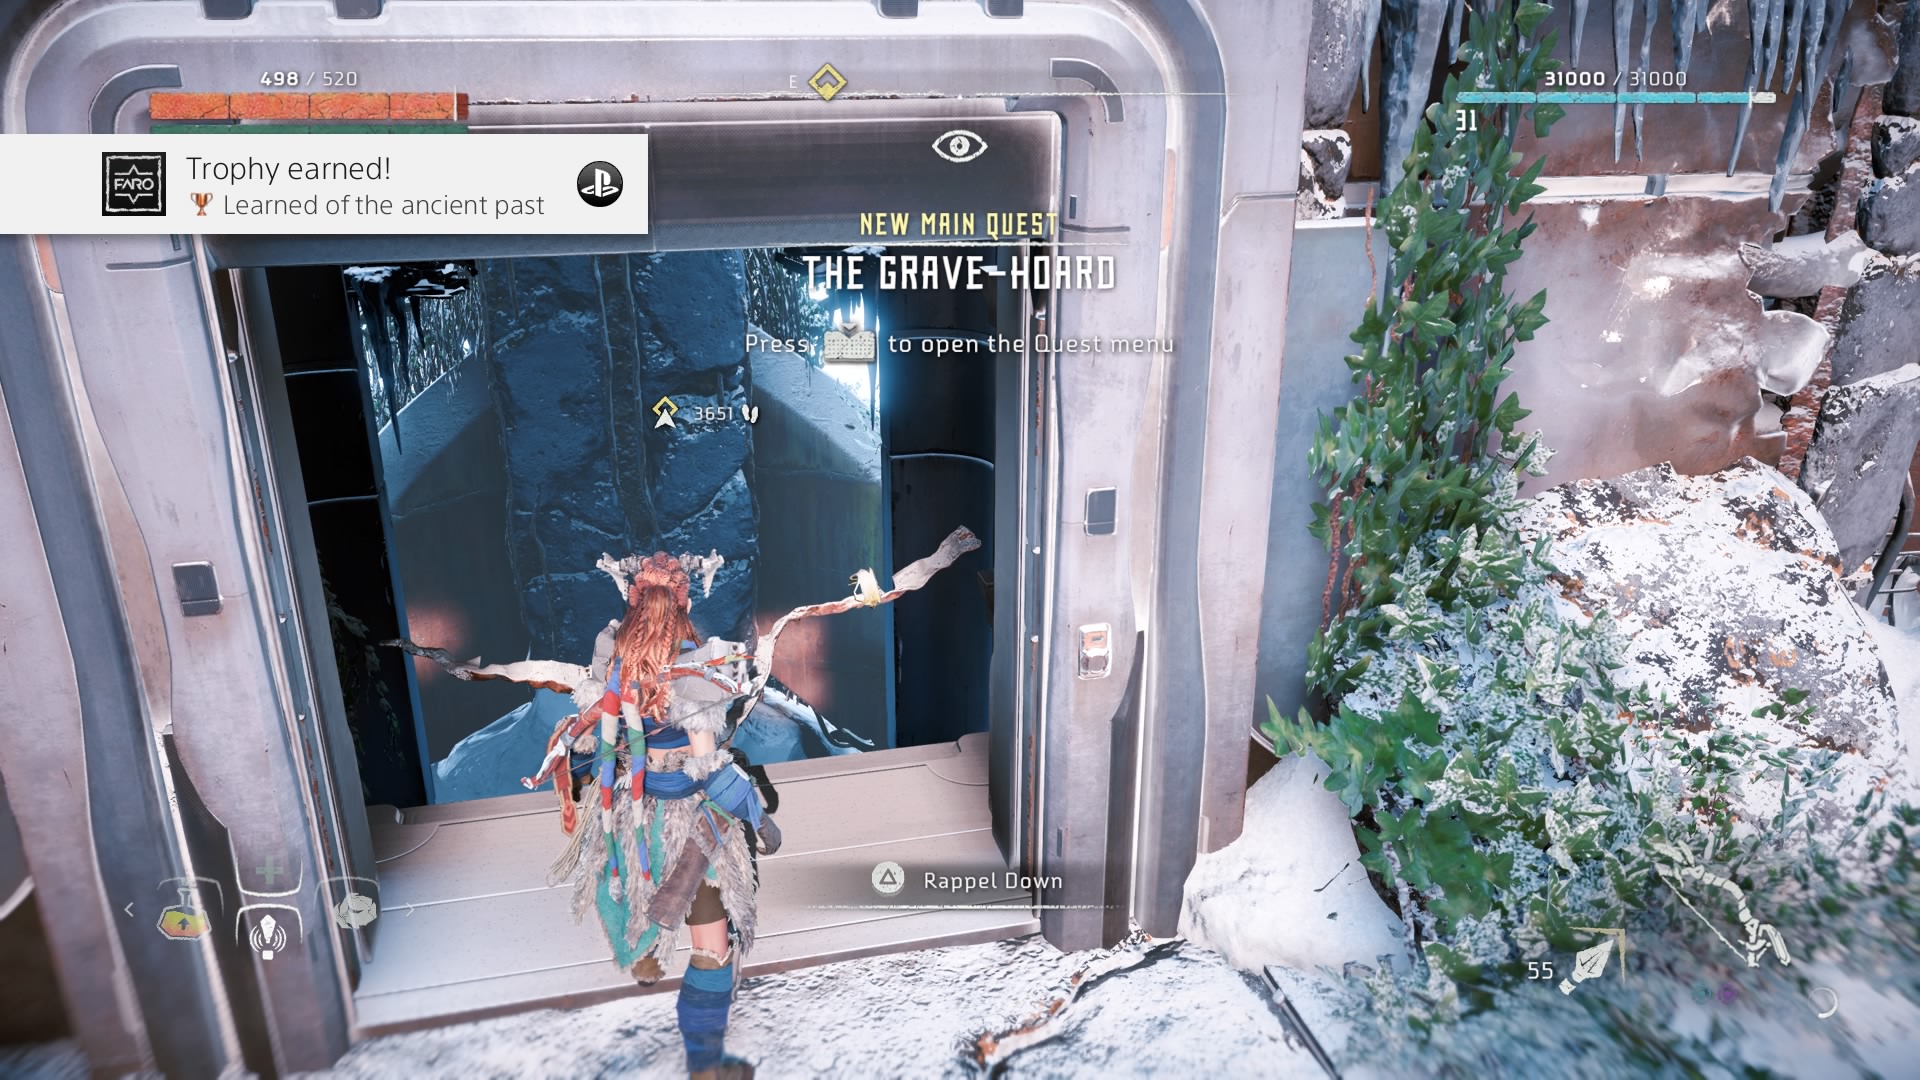 498 / 520
E
31000 / 31000
31
FARO
Trophy earned!
Learned of the ancient past
NEW MAIN QUEST
THE GRAVE-HOARD
Press to open the Quest menu
3651
Rappel Down
55